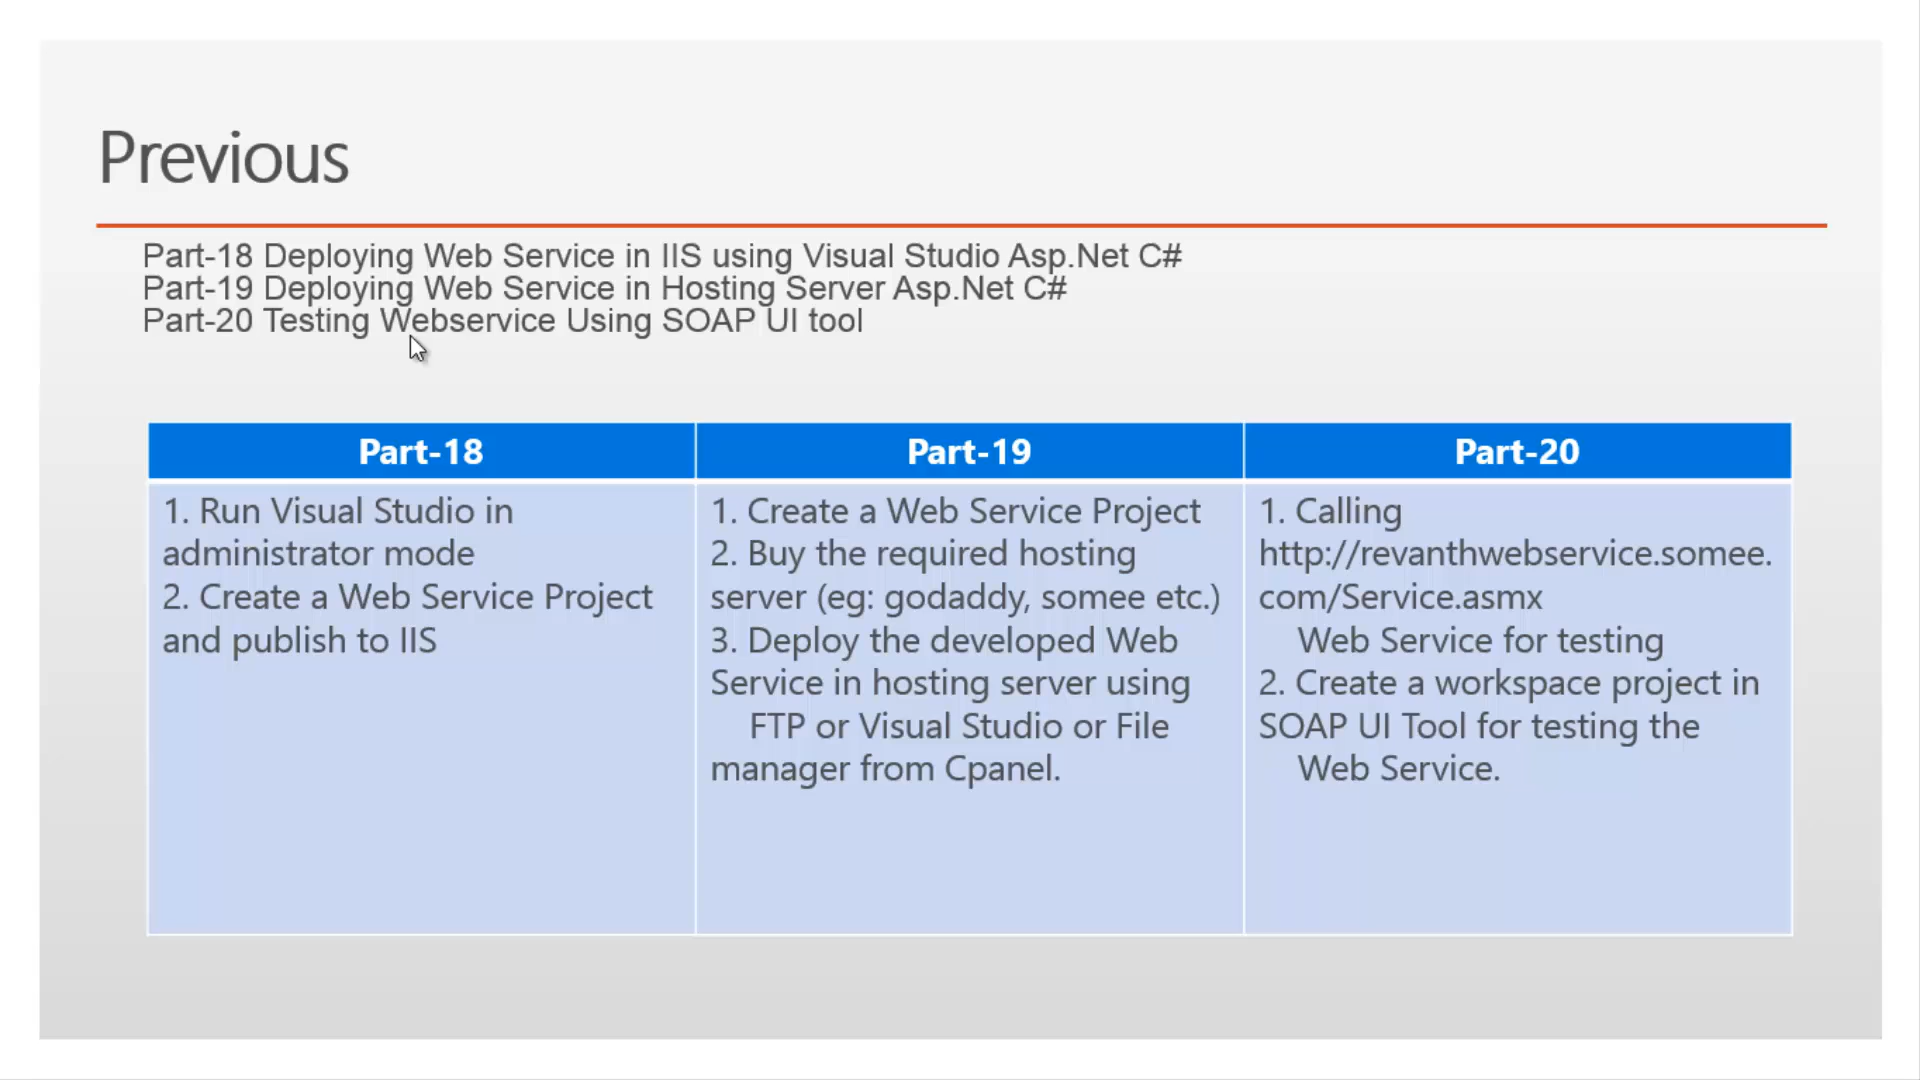 Previous
Part-18 Deploying Web Service in IIS using Visual Studio Asp.Net C#
Part-19 Deploying Web Service in Hosting Server Asp.Net C#
Part-20 Testing Webservice Using SOAP UI tool
Part-18
1. Run Visual Studio in
administrator mode
2. Create a Web Service Project
and publish to IIS
Part-19
1. Create a Web Service Project
2. Buy the required hosting
server (eg: godaddy, somee etc.)
3. Deploy the developed Web
Service in hosting server using
FTP or Visual Studio or File
manager from Cpanel.
Part-20
1. Calling
http://revanthwebservice.somee.
com/Service.asmx
Web Service for testing
2. Create a workspace project in
SOAP UI Tool for testing the
Web Service.